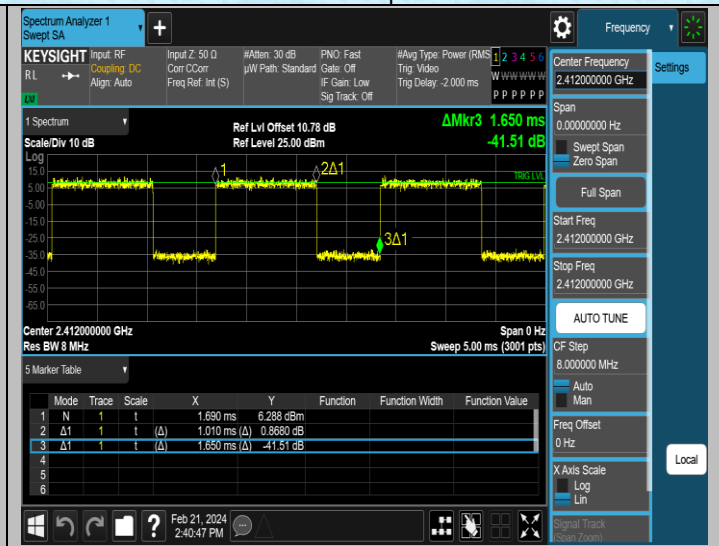 Spectrum Analyzer 1
Swept SA
+
Frequency
KEYSIGHT
RL
LXI
Input: RF
Coupling: DC
Align: Auto
Input Z: 50 Ω
Corr CCorr
Freq Ref: Int (S)
#Atten: 30 dB
µW Path: Standard
PNO: Fast
Gate: Off
IF Gain: Low
Sig Track: Off
#Avg Type: Power (RMS
Trig: Video
Trig Delay: -2.000 ms
1 2 3 4 5 6
W W W W W W
P P P P P P
1 Spectrum
Scale/Div 10 dB
Ref Lvl Offset 10.78 dB
Ref Level 25.00 dBm
ΔMkr3 1.650 ms
-41.51 dB
Log
15.0
5.00
-5.00
-15.0
-25.0
-35.0
-45.0
-55.0
-65.0
1
2Δ1
TRIG LVL
3Δ1
Center 2.412000000 GHz
Res BW 8 MHz
Span 0 Hz
Sweep 5.00 ms (3001 pts)
5 Marker Table
Mode Trace Scale X Y Function Function Width Function Value
1 N 1 t 1.690 ms 6.288 dBm
2 Δ1 1 t (Δ) 1.010 ms (Δ) 0.8680 dB
3 Δ1 1 t (Δ) 1.650 ms (Δ) -41.51 dB
4
5
6
?
Feb 21, 2024
2:40:47 PM
Center Frequency
2.412000000 GHz
Span
0.00000000 Hz
Swept Span
Zero Span
Full Span
Start Freq
2.412000000 GHz
Stop Freq
2.412000000 GHz
AUTO TUNE
CF Step
8.000000 MHz
Auto
Man
Freq Offset
0 Hz
X Axis Scale
Log
Lin
Signal Track
(Span Zoom)
Settings
Local